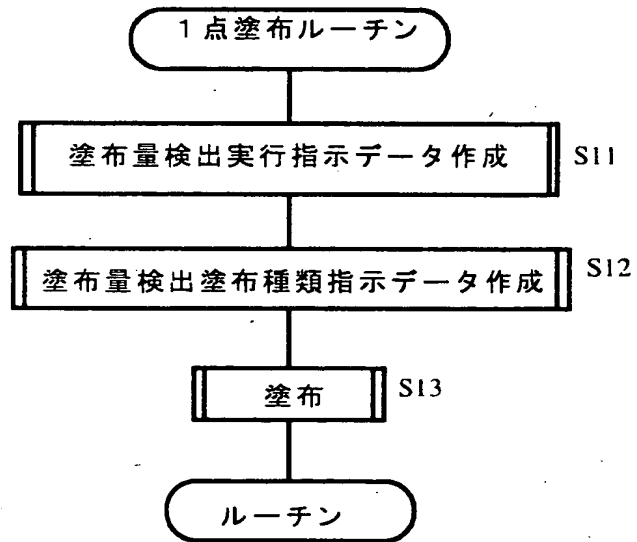 1点塗布ルーチン
塗布量検出実行指示データ作成 S11
塗布量検出塗布種類指示データ作成 S12
塗布 S13
ルーチン